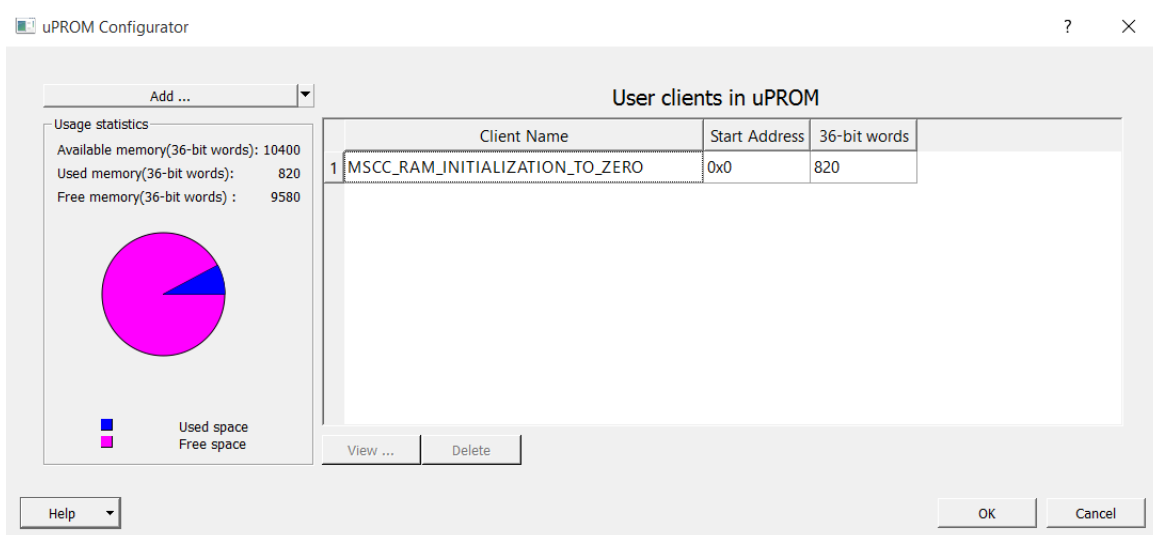 uPROM Configurator
?
Add ...
User clients in uPROM
Usage statistics
Available memory(36-bit words): 10400
Used memory(36-bit words): 820
Free memory(36-bit words) : 9580
Client Name Start Address 36-bit words
1 MSCC_RAM_INITIALIZATION_TO_ZERO 0x0 820
Used space
Free space
View ... Delete
Help OK Cancel